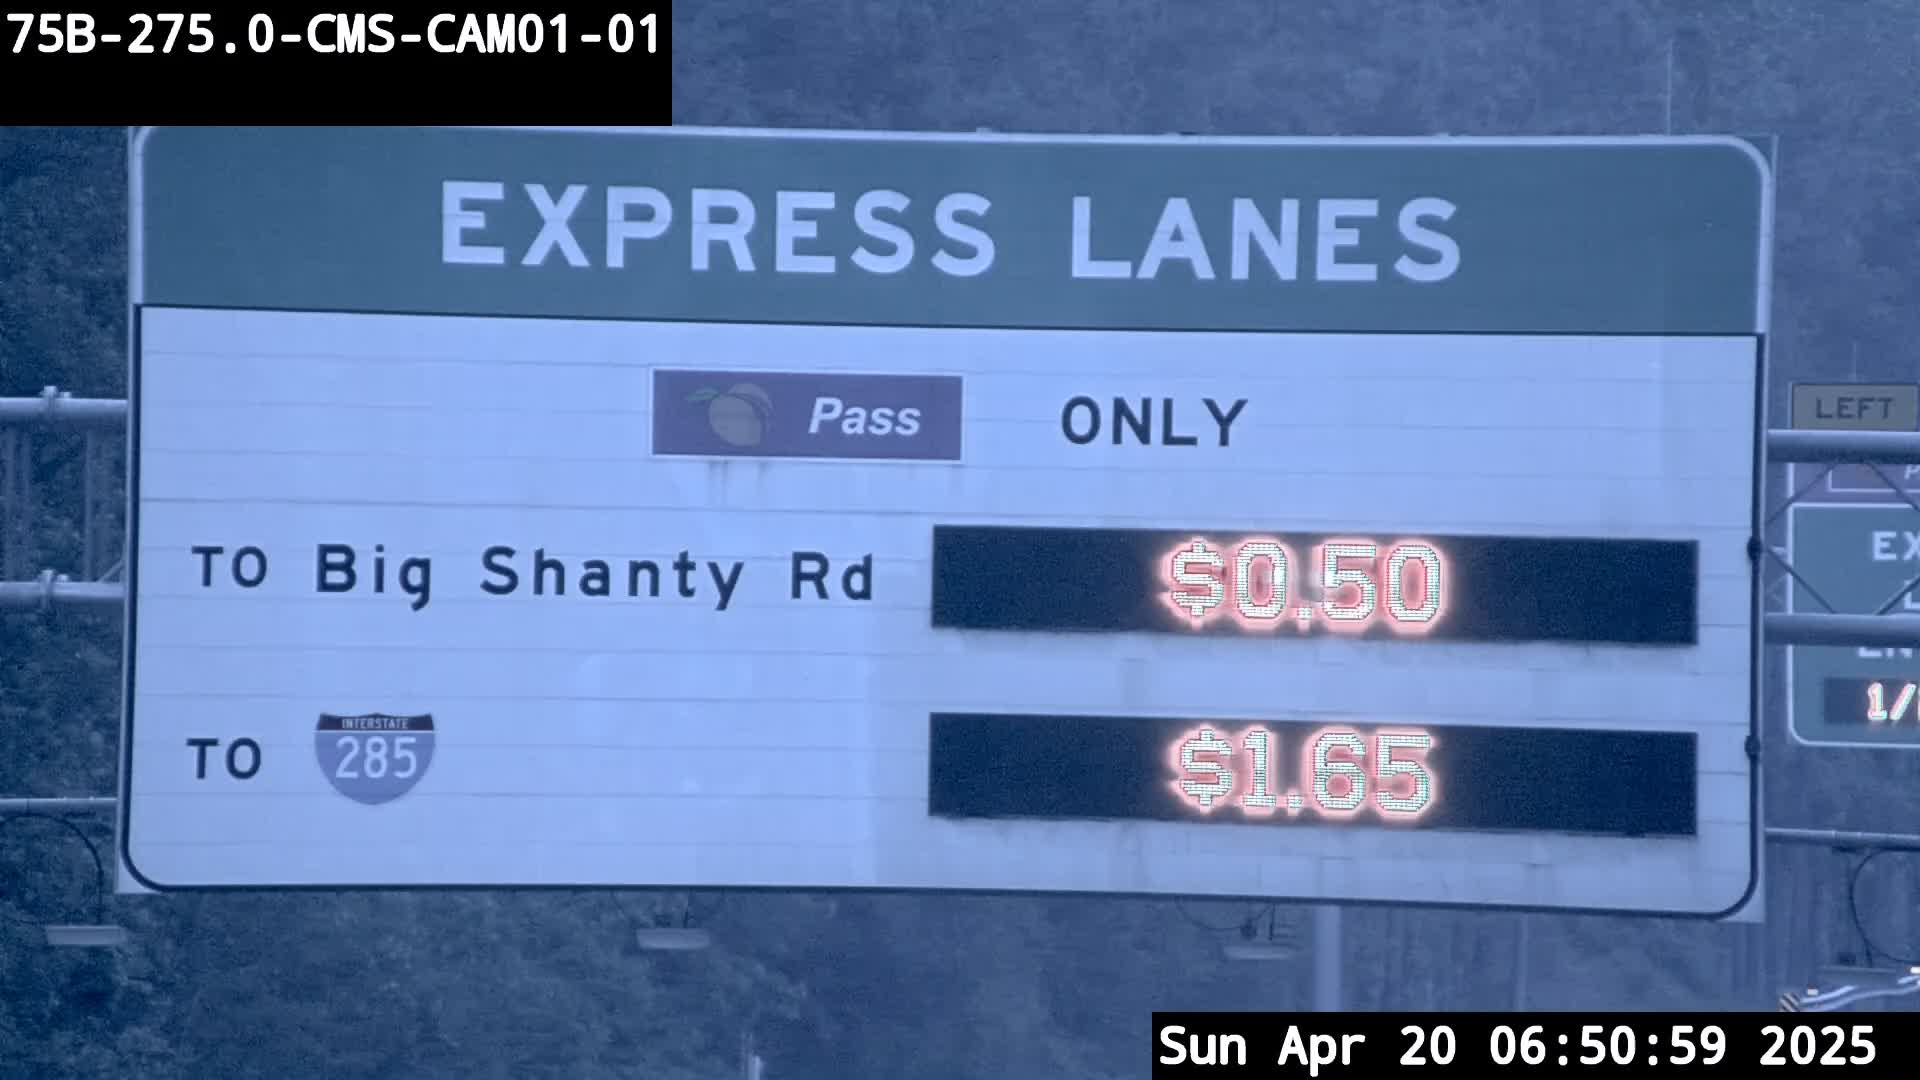 75B-275.0-CMS-CAM01-01
EXPRESS LANES
Pass ONLY
TO Big Shanty Rd $0.50
TO INTERSTATE 285 $1.65
LEFT
Sun Apr 20 06:50:59 2025